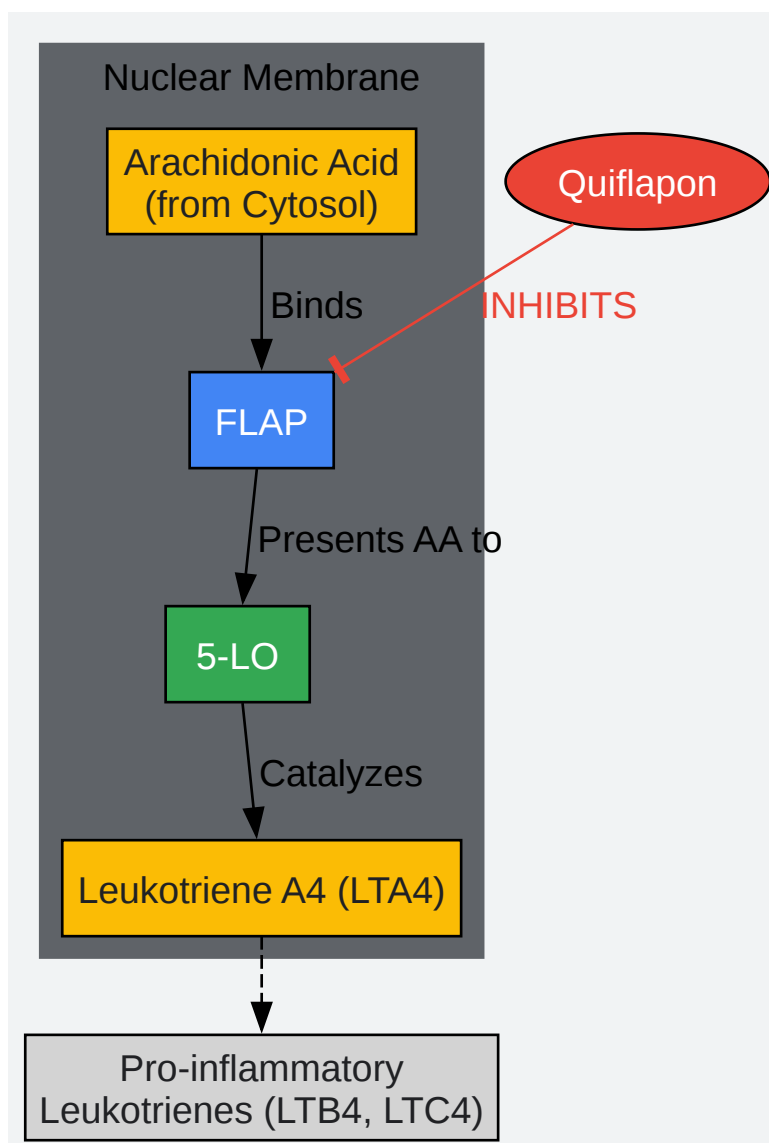 Nuclear Membrane
Arachidonic Acid
(from Cytosol)
Quiflapon
Binds
INHIBITS
FLAP
Presents AA to
5-LO
Catalyzes
Leukotriene A4 (LTA4)
Pro-inflammatory
Leukotrienes (LTB4, LTC4)